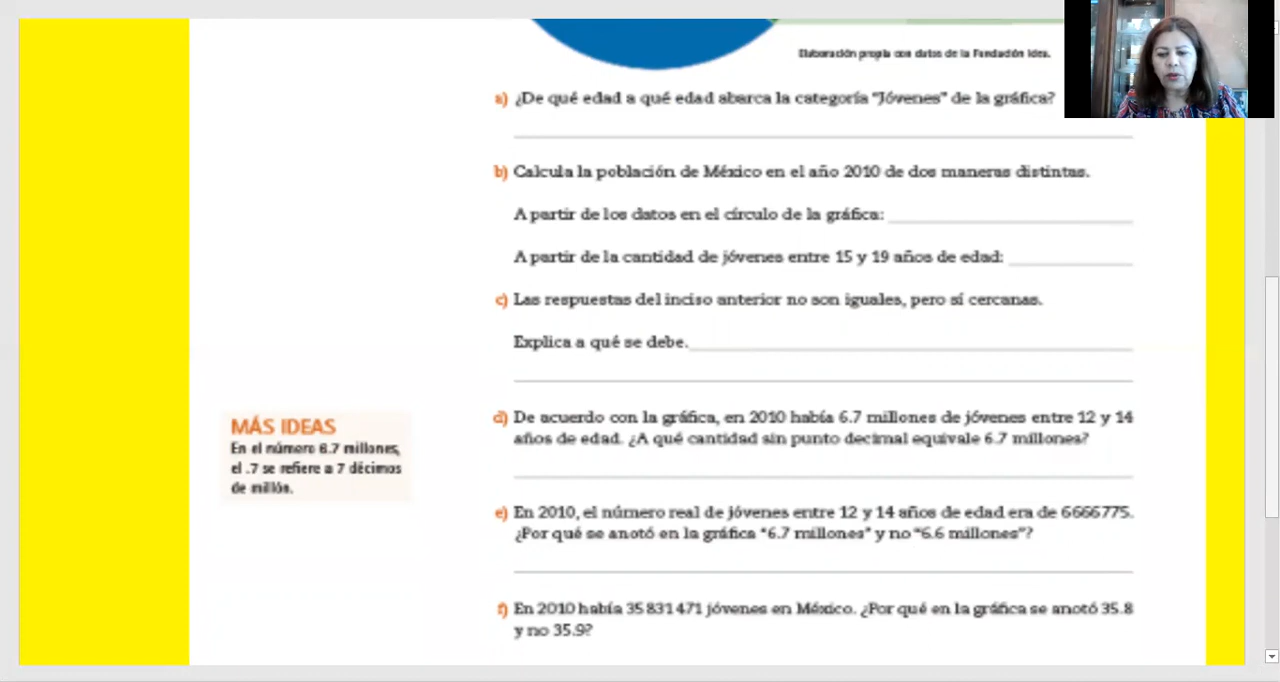 Elaboración propia con datos de la Fundación Idea.
a) ¿De qué edad a qué edad abarca la categoría “Jóvenes” de la gráfica?
b) Calcula la población de México en el año 2010 de dos maneras distintas.
A partir de los datos en el círculo de la gráfica:
A partir de la cantidad de jóvenes entre 15 y 19 años de edad:
c) Las respuestas del inciso anterior no son iguales, pero sí cercanas.
Explica a qué se debe.
d) De acuerdo con la gráfica, en 2010 había 6.7 millones de jóvenes entre 12 y 14
años de edad. ¿A qué cantidad sin punto decimal equivale 6.7 millones?
MÁS IDEAS
En el número 6.7 millones,
el .7 se refiere a 7 décimos
de millón.
e) En 2010, el número real de jóvenes entre 12 y 14 años de edad era de 6 666 775.
¿Por qué se anotó en la gráfica “6.7 millones” y no “6.6 millones”?
f) En 2010 había 35 831 471 jóvenes en México. ¿Por qué en la gráfica se anotó 35.8
y no 35.9?